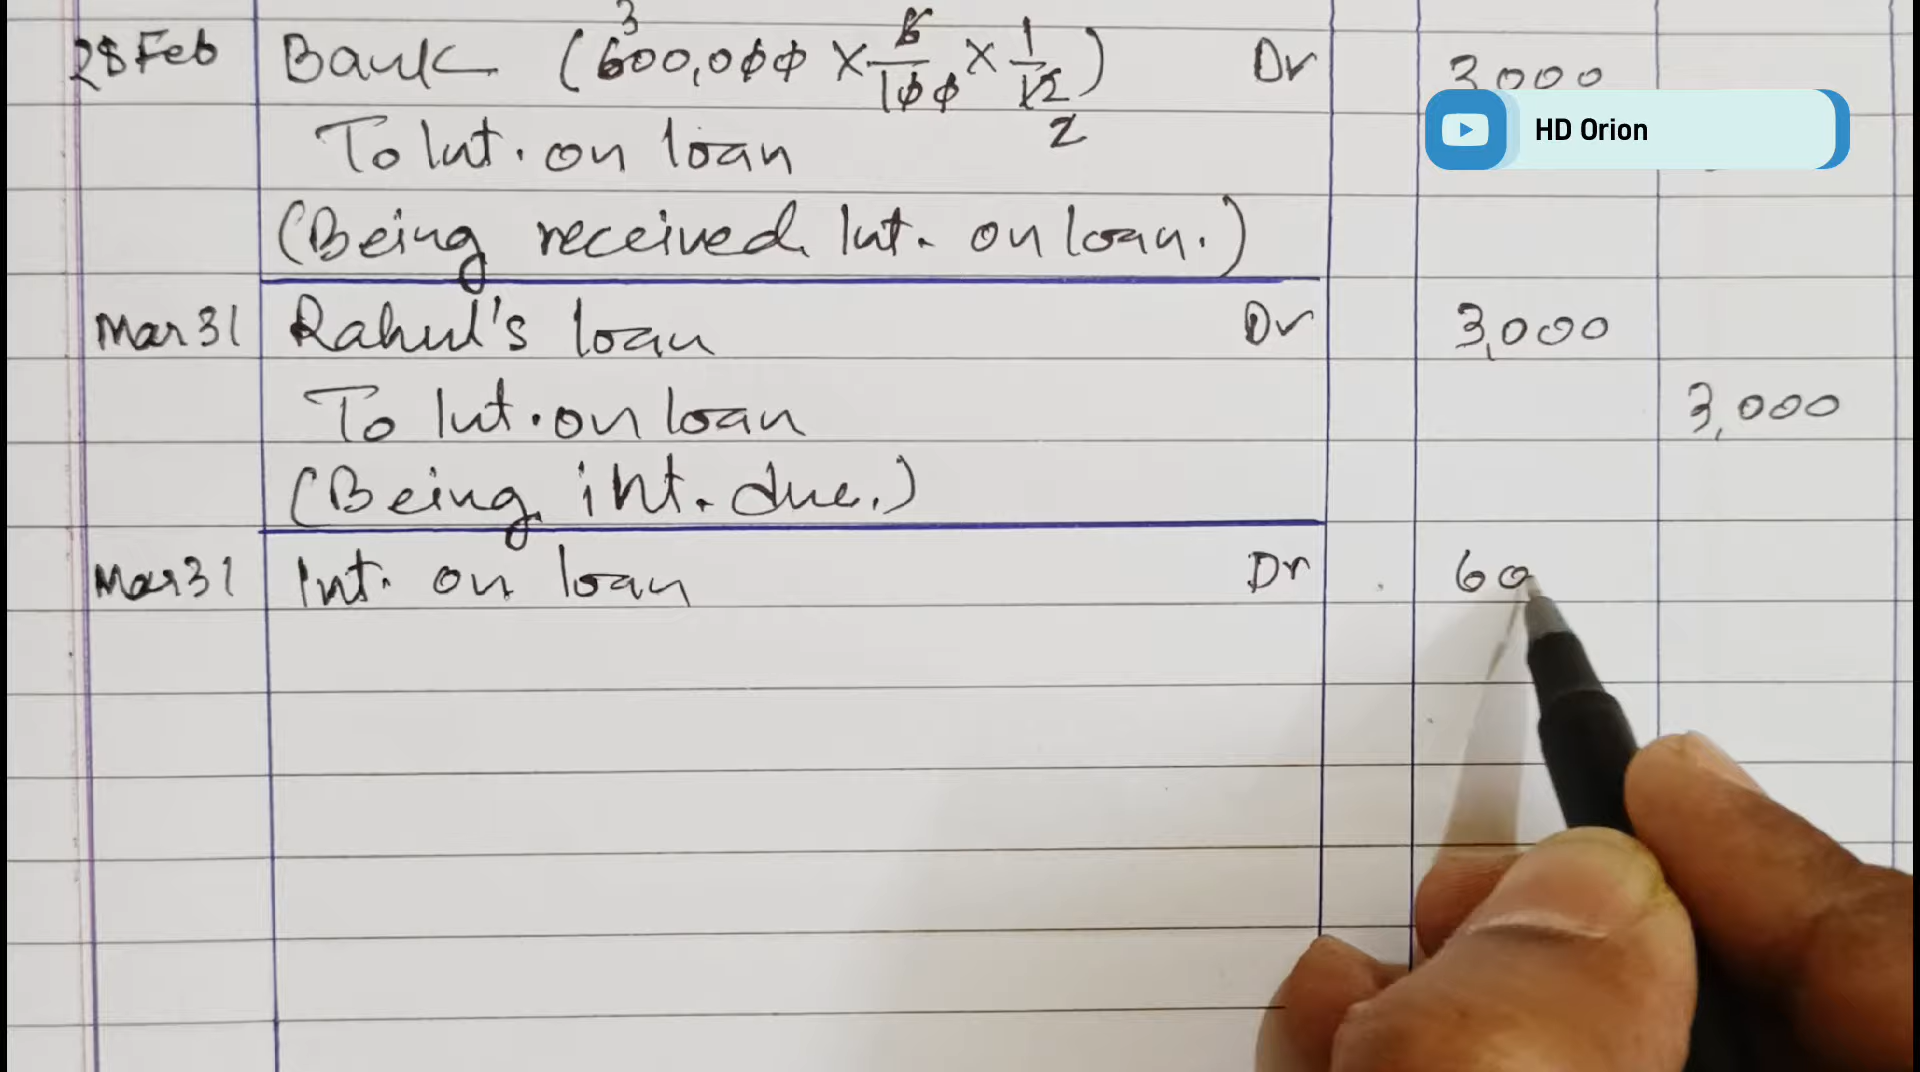 28 Feb Bank (600,000 × 6/100 × 1/12) Dr 3,000
3
2
To Int. on loan
HD Orion
(Being received Int. on loan.)
Mar 31 Rahul's loan Dr 3,000
To Int. on loan 3,000
(Being int. due.)
Mar 31 Int. on loan Dr 60